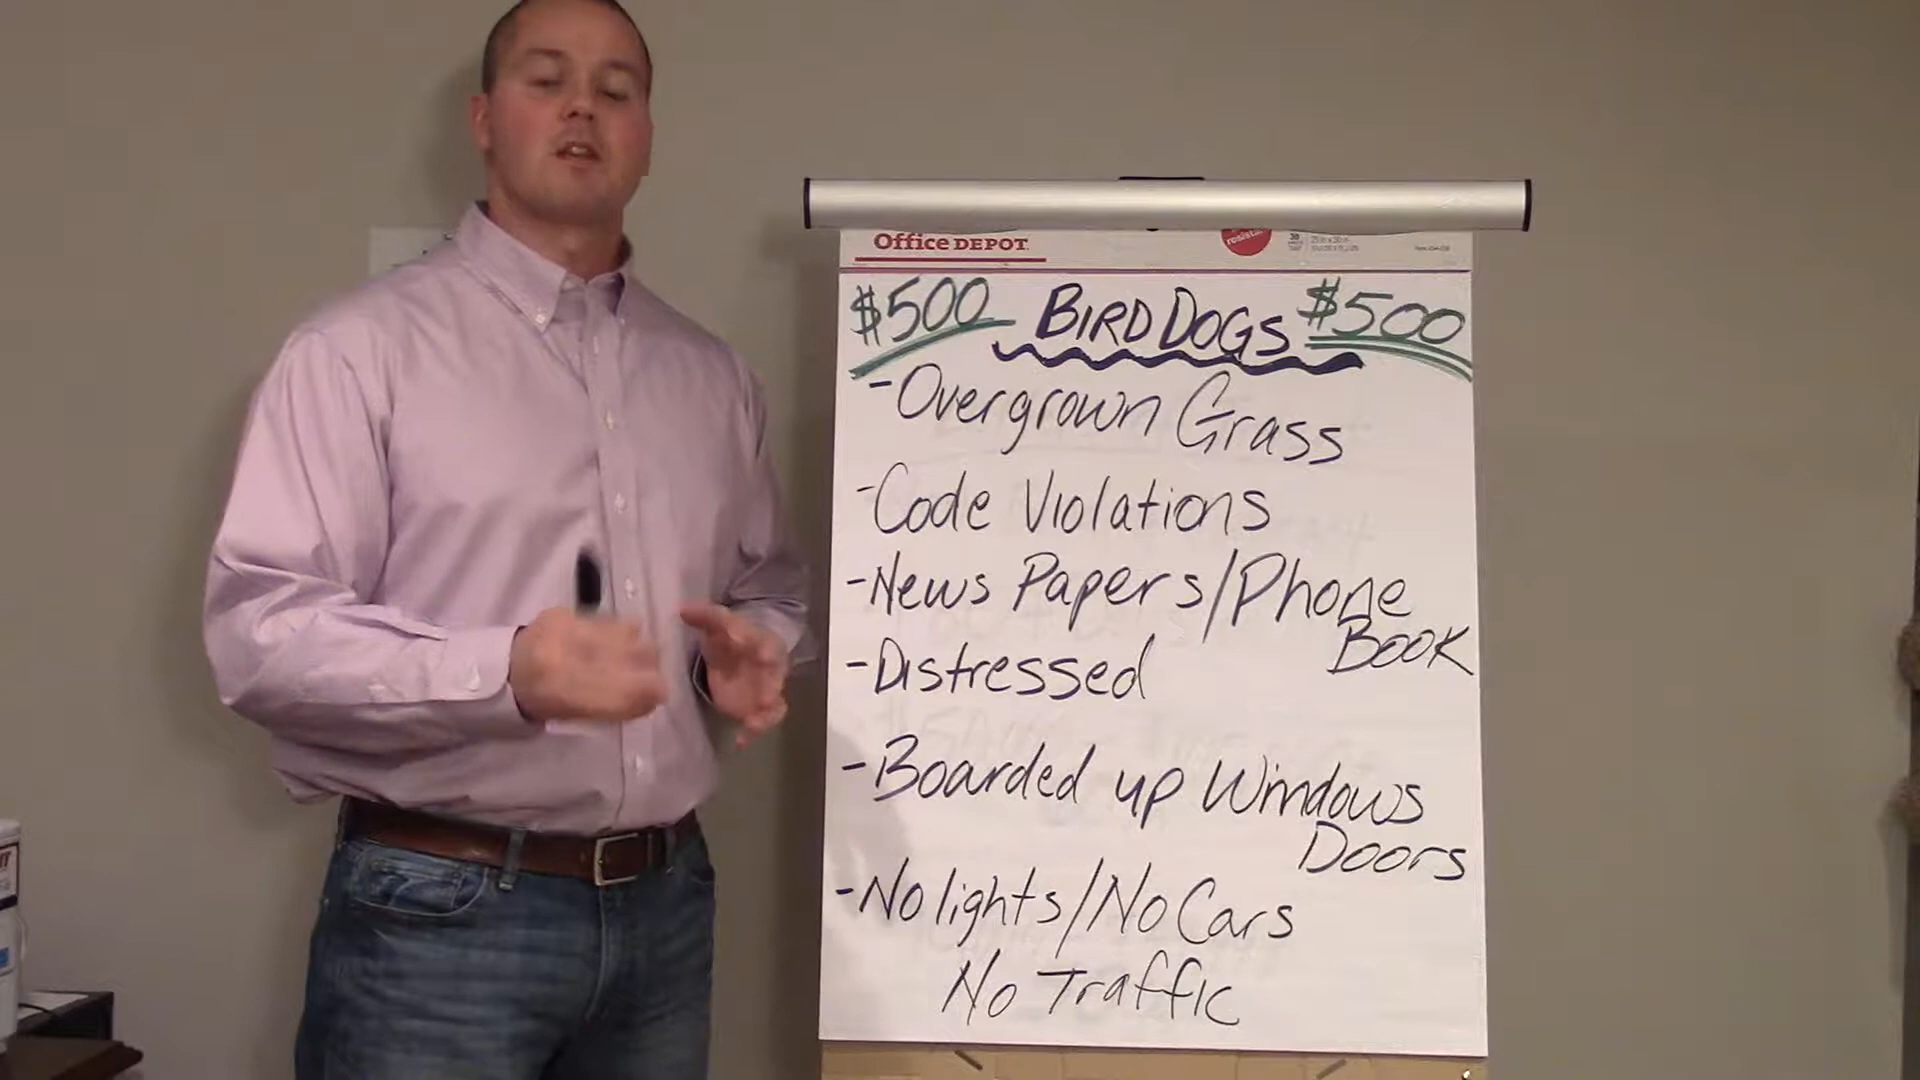 Office DEPOT
$500 BIRD DOGS $500
-Overgrown Grass
-Code Violations
-News Papers/Phone
Book
-Distressed
-Boarded up Windows
Doors
-No lights/No Cars
No Traffic